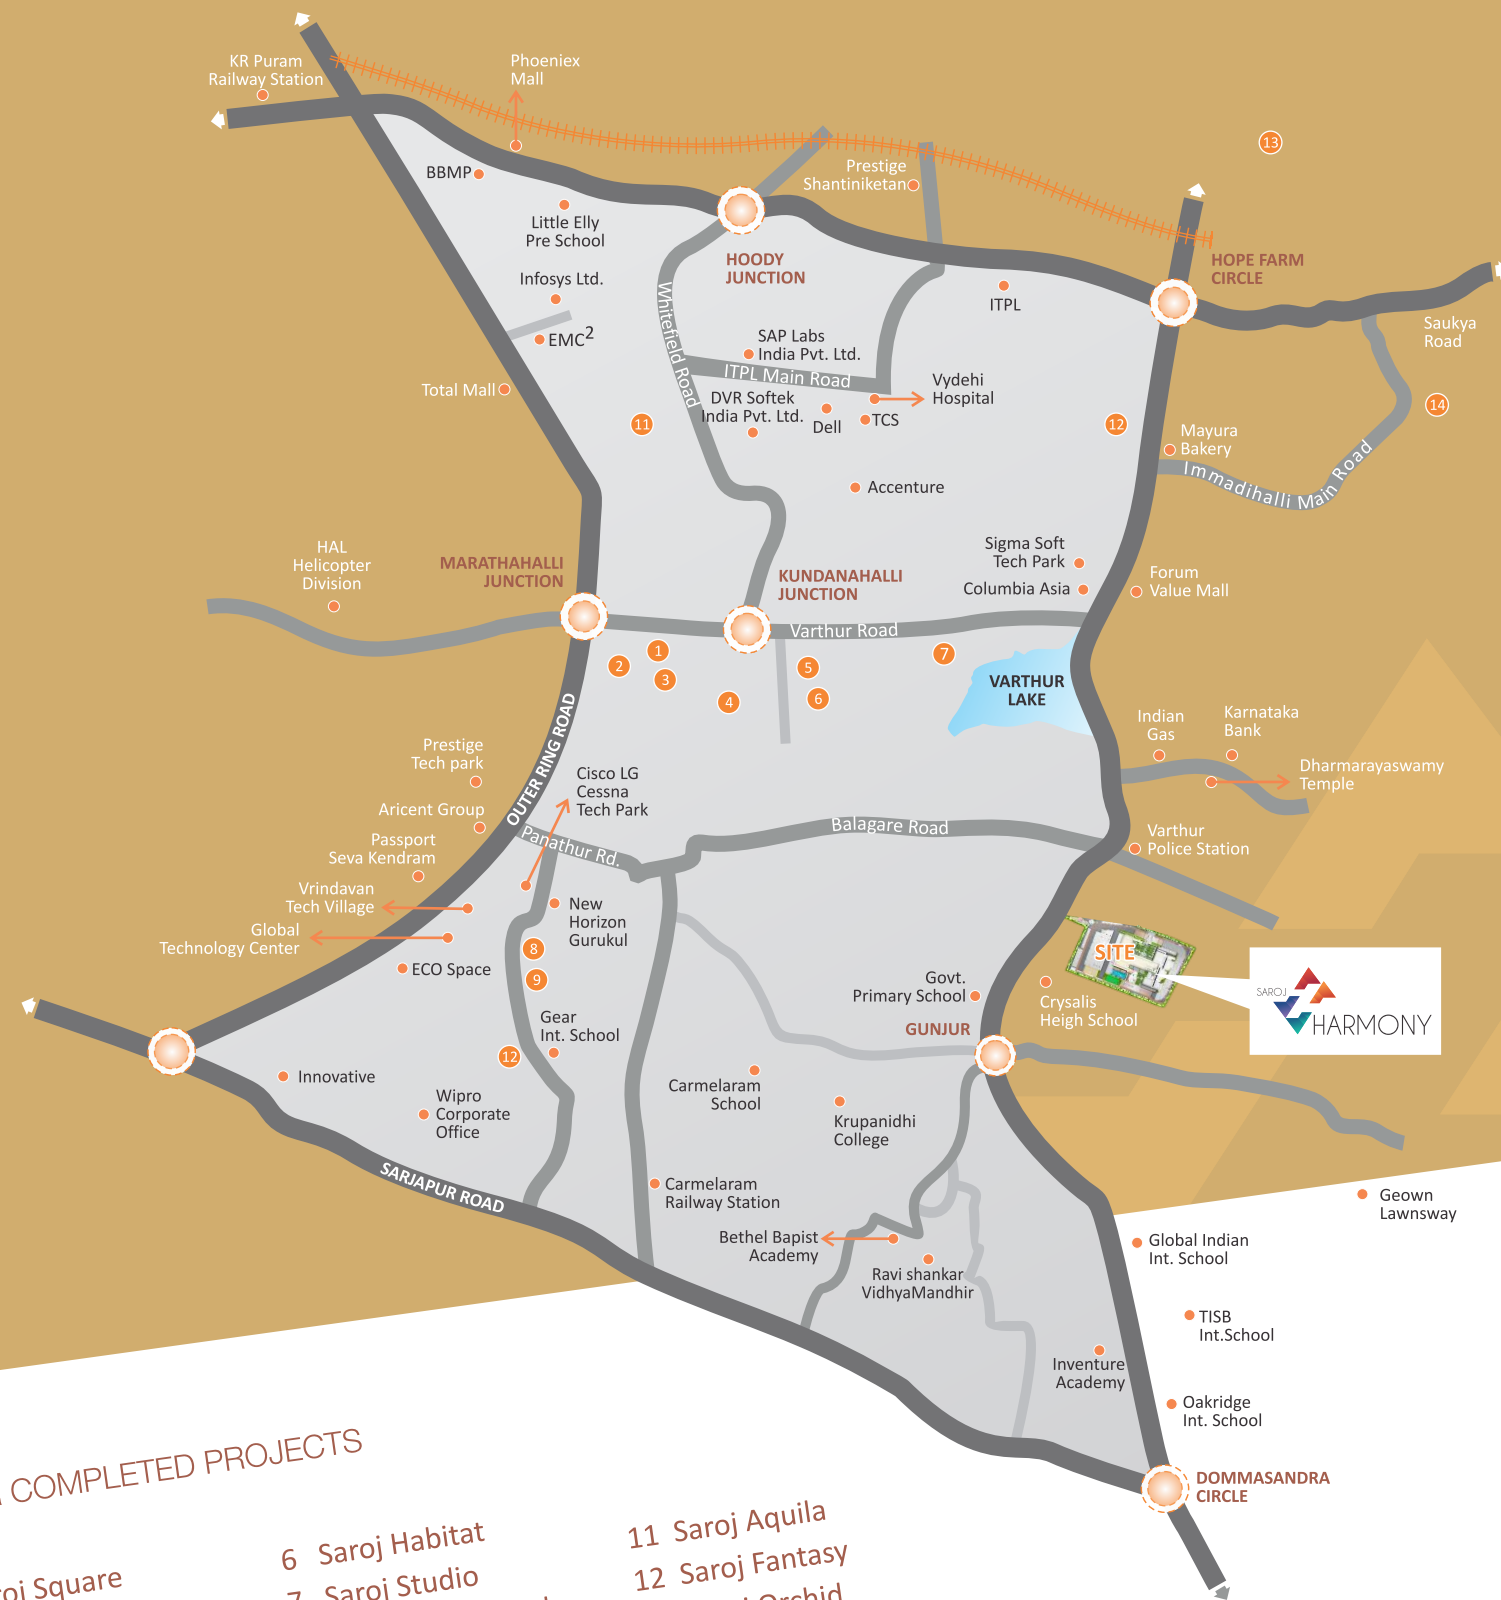 KR Puram
Railway Station
Phoeniex
Mall
13
BBMP
Prestige
Shantiniketan
Little Elly
Pre School
HOODY
JUNCTION
HOPE FARM
CIRCLE
Infosys Ltd.
ITPL
EMC2
Saukya
Road
Whitefield Road
SAP Labs
India Pvt. Ltd.
ITPL Main Road
Total Mall
Vydehi
Hospital
DVR Softek
India Pvt. Ltd.
Dell
TCS
11
12
14
Mayura
Bakery
Immadihalli Main Road
Accenture
HAL
Helicopter
Division
MARATHAHALLI
JUNCTION
KUNDANAHALLI
JUNCTION
Sigma Soft
Tech Park
Columbia Asia
Forum
Value Mall
Varthur Road
1
2
3
4
5
6
7
VARTHUR
LAKE
OUTER RING ROAD
Prestige
Tech park
Aricent Group
Passport
Seva Kendram
Vrindavan
Tech Village
Global
Technology Center
Cisco LG
Cessna
Tech Park
Indian
Gas
Karnataka
Bank
Dharmarayaswamy
Temple
Panathur Rd.
Balagare Road
Varthur
Police Station
New
Horizon
Gurukul
8
9
ECO Space
SITE
SAROJ
HARMONY
Govt.
Primary School
Crysalis
Heigh School
GUNJUR
Gear
Int. School
12
Innovative
Wipro
Corporate
Office
Carmelaram
School
Krupanidhi
College
SARJAPUR ROAD
Carmelaram
Railway Station
Bethel Bapist
Academy
Ravi shankar
VidhyaMandhir
Geown
Lawnsway
Global Indian
Int. School
TISB
Int.School
Inventure
Academy
Oakridge
Int. School
DOMMASANDRA
CIRCLE
COMPLETED PROJECTS
Square
6 Saroj Habitat
7 Saroj Studio
11 Saroj Aquila
12 Saroj Fantasy
Orchid